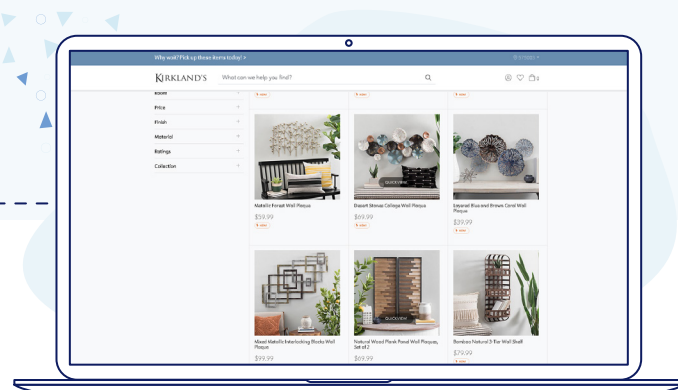 Why wait? Pick up these items today! >
STORES
KIRKLAND'S
What can we help you find?
Price
Finish
Material
Ratings
Collection
Metallic Forest Wall Plaque
$59.99
QUICKVIEW
Desert Stones Collage Wall Plaque
$69.99
Layered Blue and Brown Coral Wall
Plaque
$39.99
Mixed Metallic Interlocking Blocks Wall
Plaque
$99.99
QUICKVIEW
Natural Wood Plank Panel Wall Plaques,
Set of 2
$69.99
Bamboo Natural 3-Tier Wall Shelf
$79.99